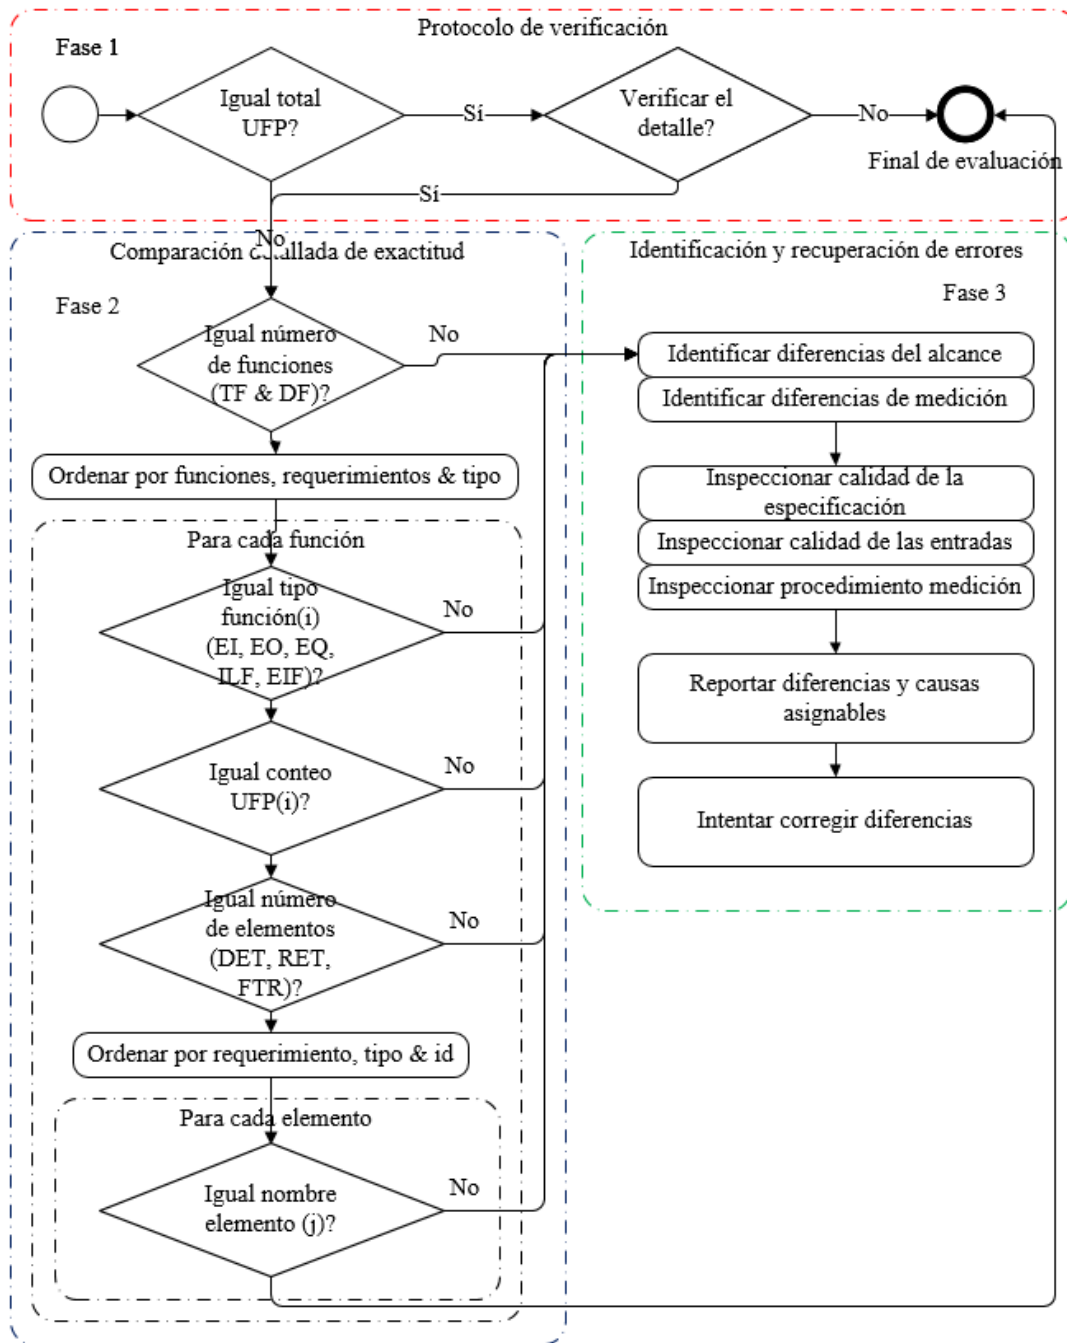 Protocolo de verificación
Fase 1
Igual total
UFP?
Sí
Verificar el
detalle?
No
Final de evaluación
Sí
No
Comparación detallada de exactitud
Fase 2
Igual número
de funciones
(TF & DF)?
No
Ordenar por funciones, requerimientos & tipo
Para cada función
Igual tipo
función(i)
(EI, EO, EQ,
ILF, EIF)?
No
Igual conteo
UFP(i)?
No
Igual número
de elementos
(DET, RET,
FTR)?
No
Ordenar por requerimiento, tipo & id
Para cada elemento
Igual nombre
elemento (j)?
No
Identificación y recuperación de errores
Fase 3
Identificar diferencias del alcance
Identificar diferencias de medición
Inspeccionar calidad de la
especificación
Inspeccionar calidad de las entradas
Inspeccionar procedimiento medición
Reportar diferencias y causas
asignables
Intentar corregir diferencias